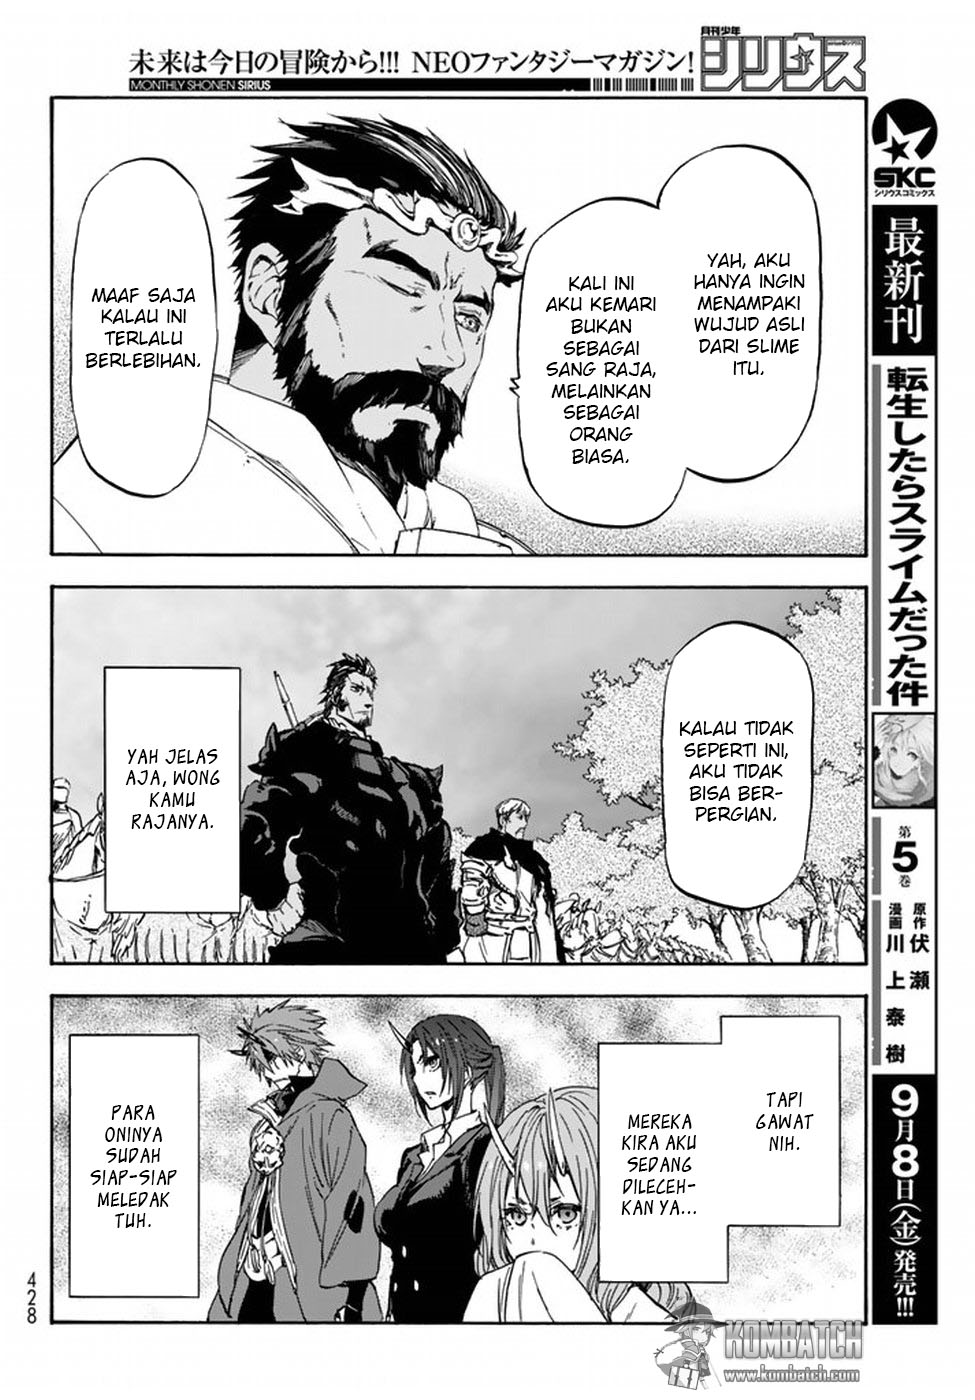 未来は今日の冒険から!!! NEOファンタジーマガジン!
月刊少年
シリウス
MONTHLY SHONEN SIRIUS
YAH, AKU
HANYA INGIN
MENAMPAKI
WUJUD ASLI
DARI SLIME
ITU.
KALI INI
AKU KEMARI
BUKAN
SEBAGAI
SANG RAJA,
MELAINKAN
SEBAGAI
ORANG
BIASA.
MAAF SAJA
KALAU INI
TERLALU
BERLEBIHAN.
KALAU TIDAK
SEPERTI INI,
AKU TIDAK
BISA BER-
PERGIAN.
YAH JELAS
AJA, WONG
KAMU
RAJANYA.
TAPI
GAWAT
NIH.
MEREKA
KIRA AKU
SEDANG
DILECEH-
KAN YA...
PARA
ONINYA
SUDAH
SIAP-SIAP
MELEDAK
TUH.
SKC
シリウスコミックス
最新刊
転生したらスライムだった件
第5巻
原作 伏瀬
漫画 川上泰樹
9月8日(金)発売!!!
428
KOMBATCH
www.kombatch.com